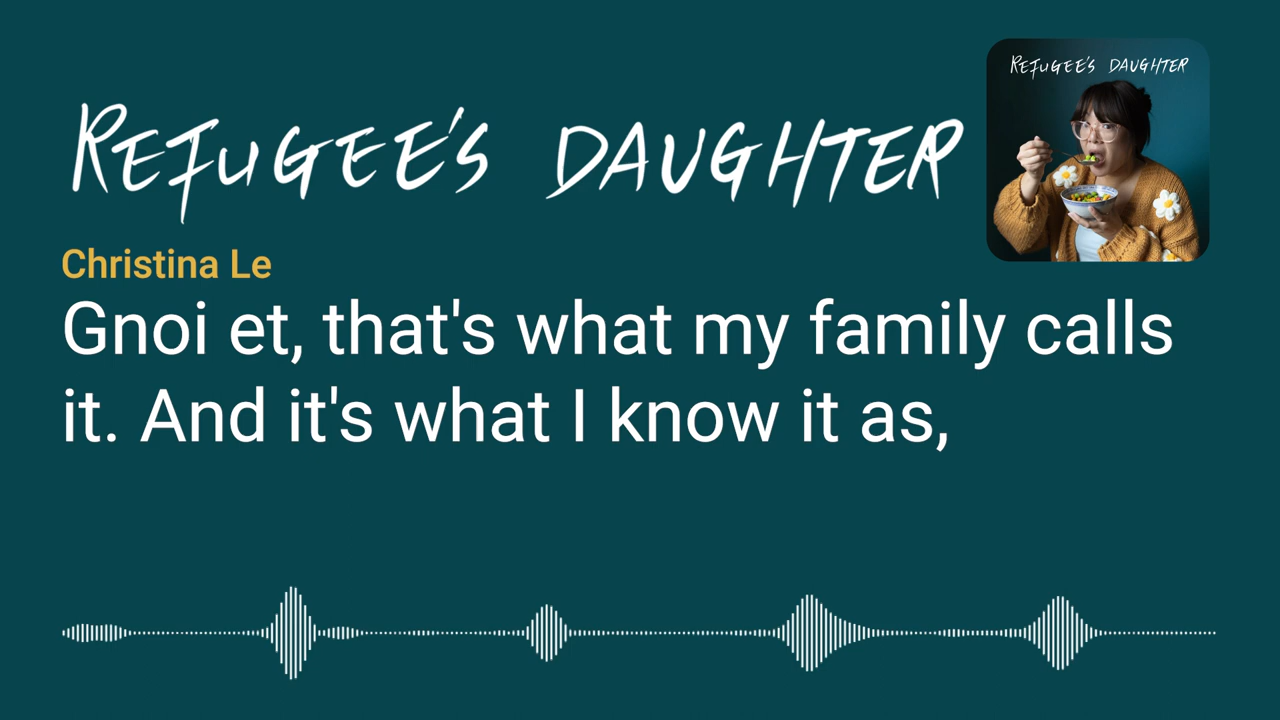 REFUGEE'S DAUGHTER
REFUGEE'S DAUGHTER
Christina Le
Gnoi et, that's what my family calls
it. And it's what I know it as,